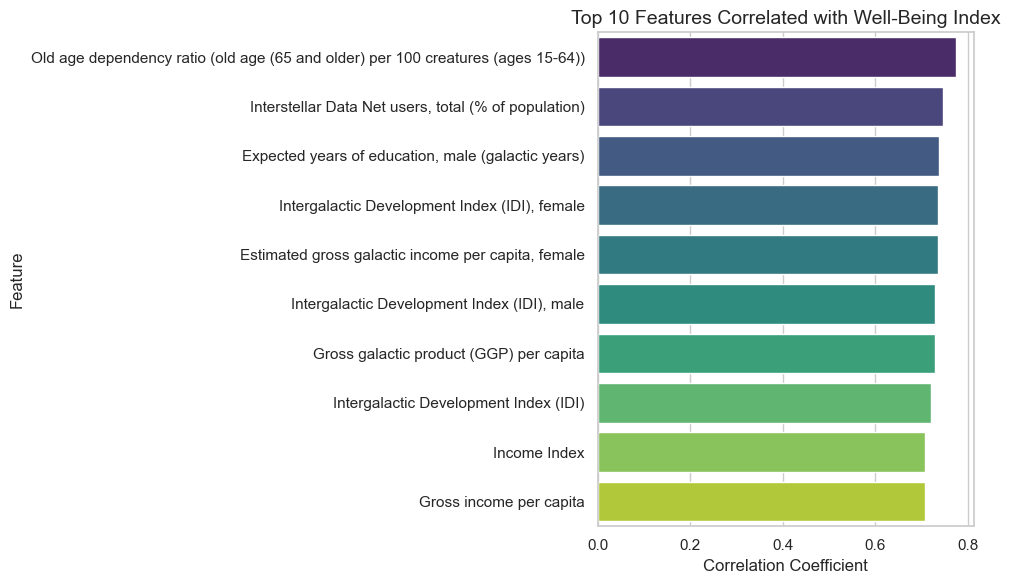 Top 10 Features Correlated with Well-Being Index
Old age dependency ratio (old age (65 and older) per 100 creatures (ages 15-64))
Interstellar Data Net users, total (% of population)
Expected years of education, male (galactic years)
Intergalactic Development Index (IDI), female
Estimated gross galactic income per capita, female
Intergalactic Development Index (IDI), male
Gross galactic product (GGP) per capita
Intergalactic Development Index (IDI)
Income Index
Gross income per capita
Feature
0.0 0.2 0.4 0.6 0.8
Correlation Coefficient